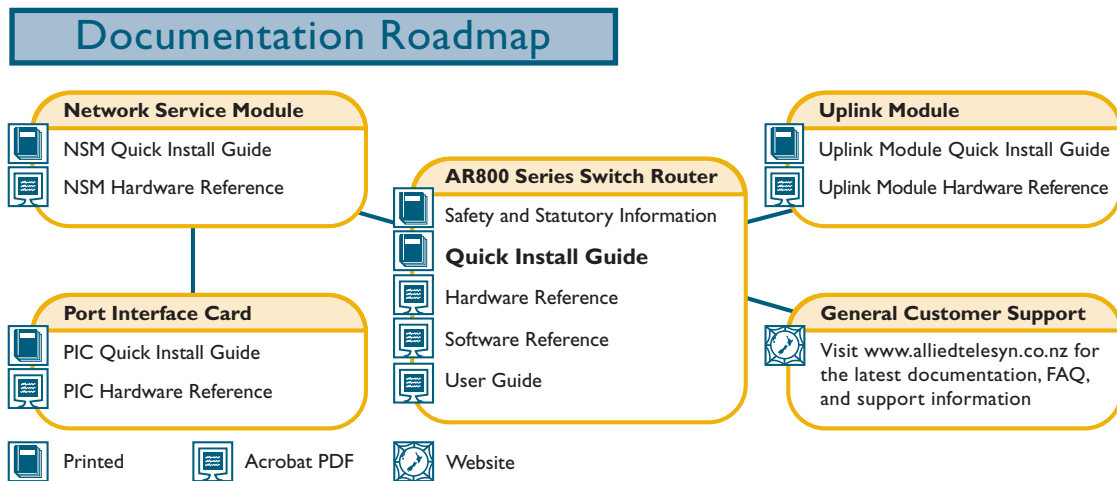 Documentation Roadmap
Network Service Module
NSM Quick Install Guide
NSM Hardware Reference
Port Interface Card
PIC Quick Install Guide
PIC Hardware Reference
AR800 Series Switch Router
Safety and Statutory Information
Quick Install Guide
Hardware Reference
Software Reference
User Guide
Uplink Module
Uplink Module Quick Install Guide
Uplink Module Hardware Reference
General Customer Support
Visit www.alliedtelesyn.co.nz for
the latest documentation, FAQ,
and support information
Printed
Acrobat PDF
Website